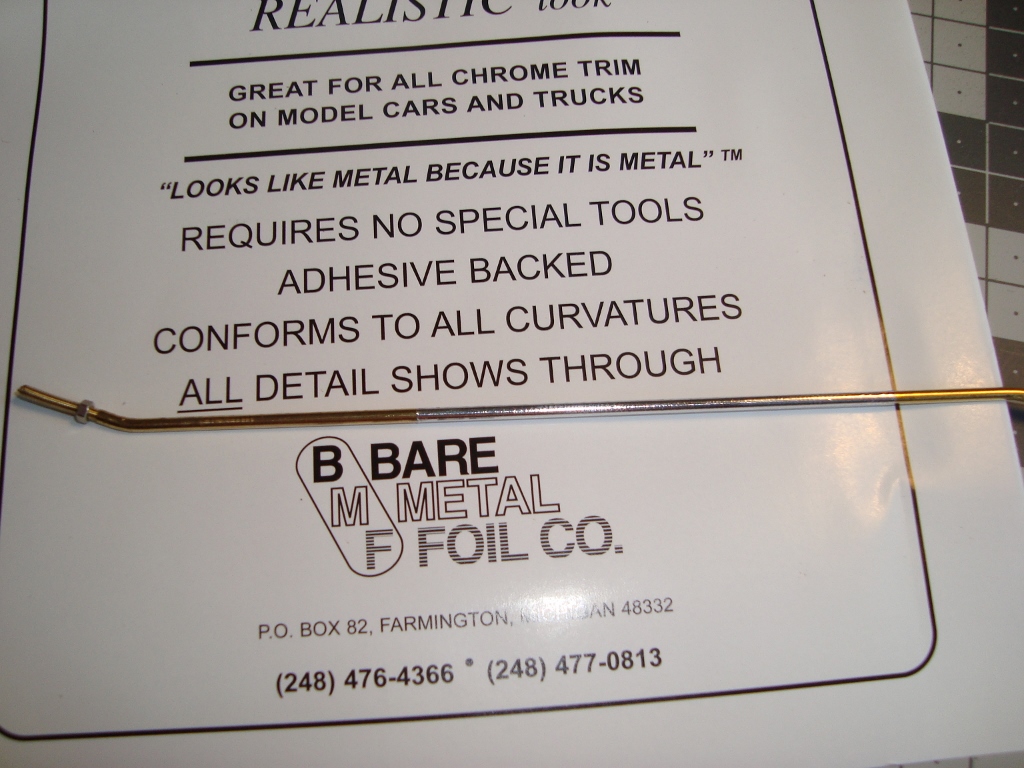 REALISTIC look
GREAT FOR ALL CHROME TRIM
ON MODEL CARS AND TRUCKS
“LOOKS LIKE METAL BECAUSE IT IS METAL” ™
REQUIRES NO SPECIAL TOOLS
ADHESIVE BACKED
CONFORMS TO ALL CURVATURES
ALL DETAIL SHOWS THROUGH
B BARE
M METAL
F FOIL CO.
P.O. BOX 82, FARMINGTON, MICHIGAN 48332
(248) 476-4366 • (248) 477-0813